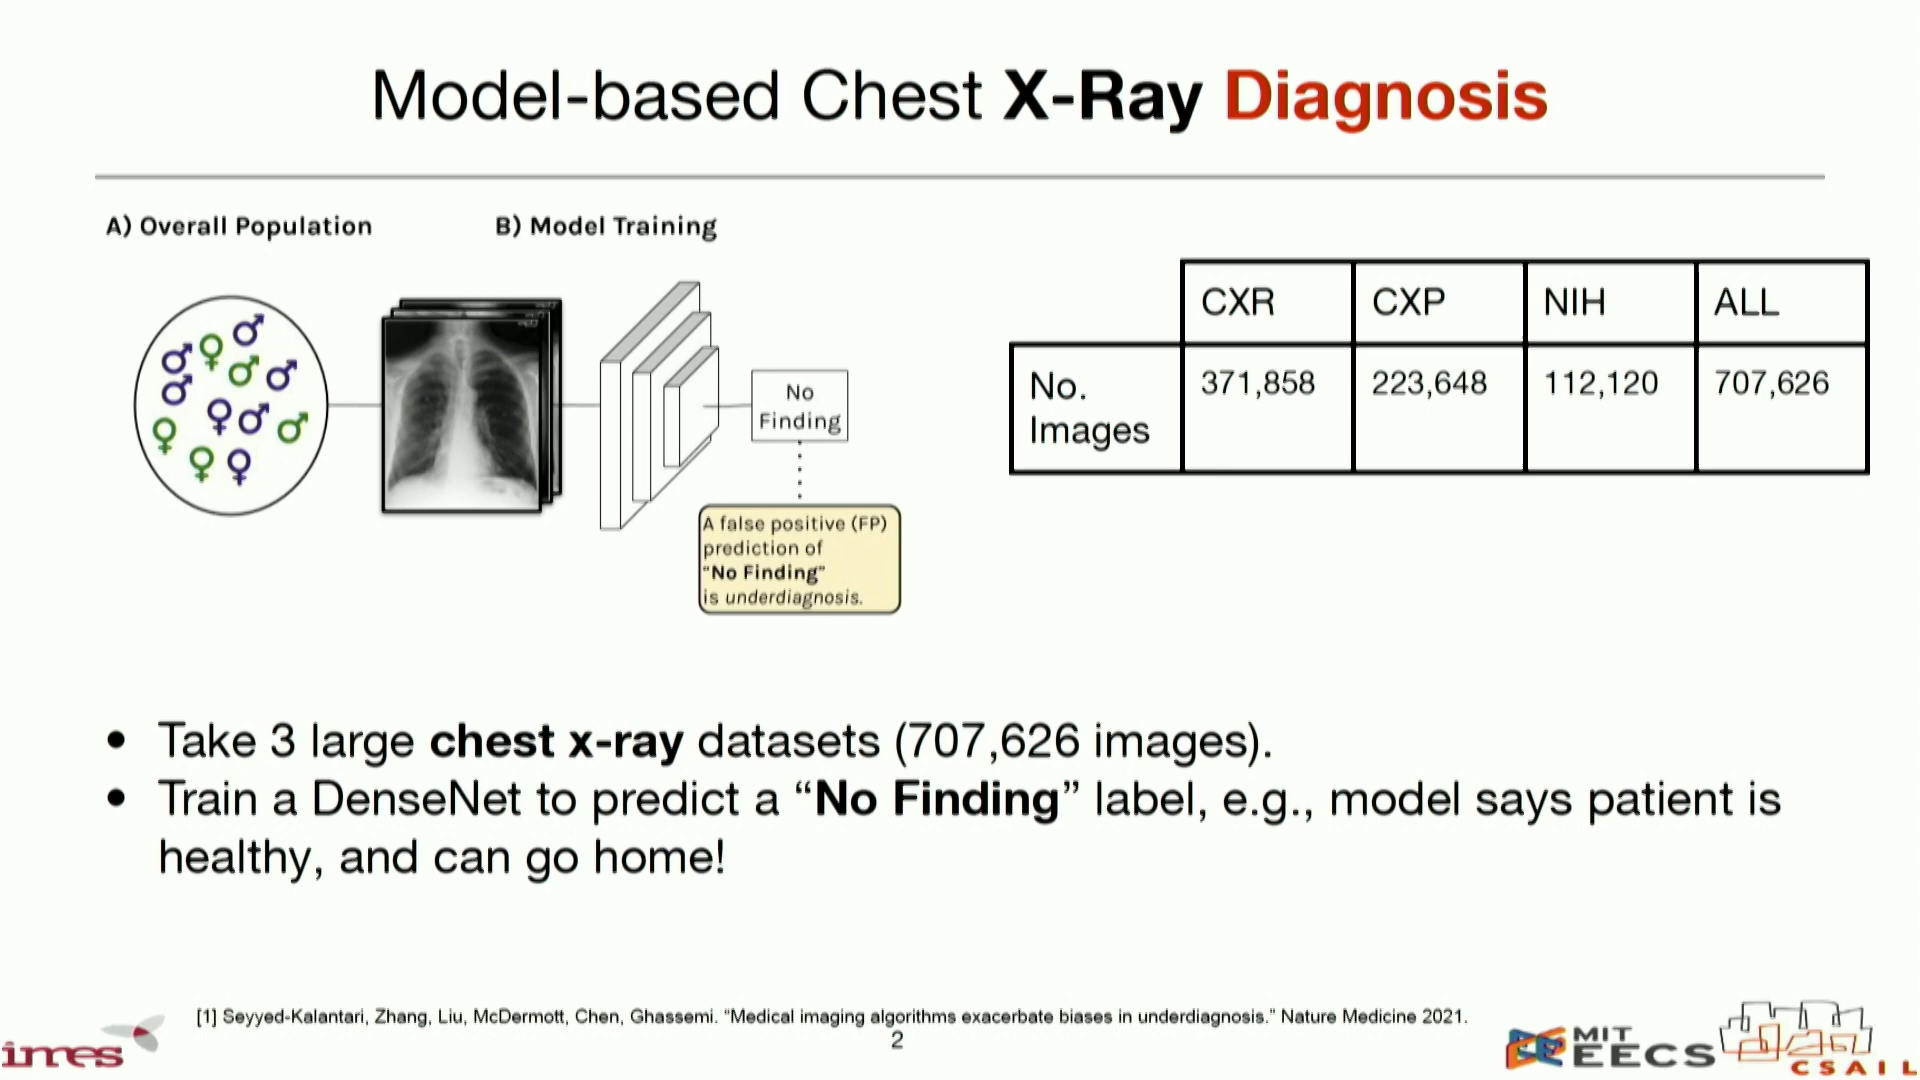 Model-based Chest X-Ray Diagnosis
A) Overall Population
B) Model Training
No
Finding
A false positive (FP)
prediction of
"No Finding"
is underdiagnosis.
CXR CXP NIH ALL
No. Images 371,858 223,648 112,120 707,626
• Take 3 large chest x-ray datasets (707,626 images).
• Train a DenseNet to predict a “No Finding” label, e.g., model says patient is
healthy, and can go home!
[1] Seyyed-Kalantari, Zhang, Liu, McDermott, Chen, Ghassemi. “Medical imaging algorithms exacerbate biases in underdiagnosis.” Nature Medicine 2021.
2
imes
MIT
EECS
CSAIL